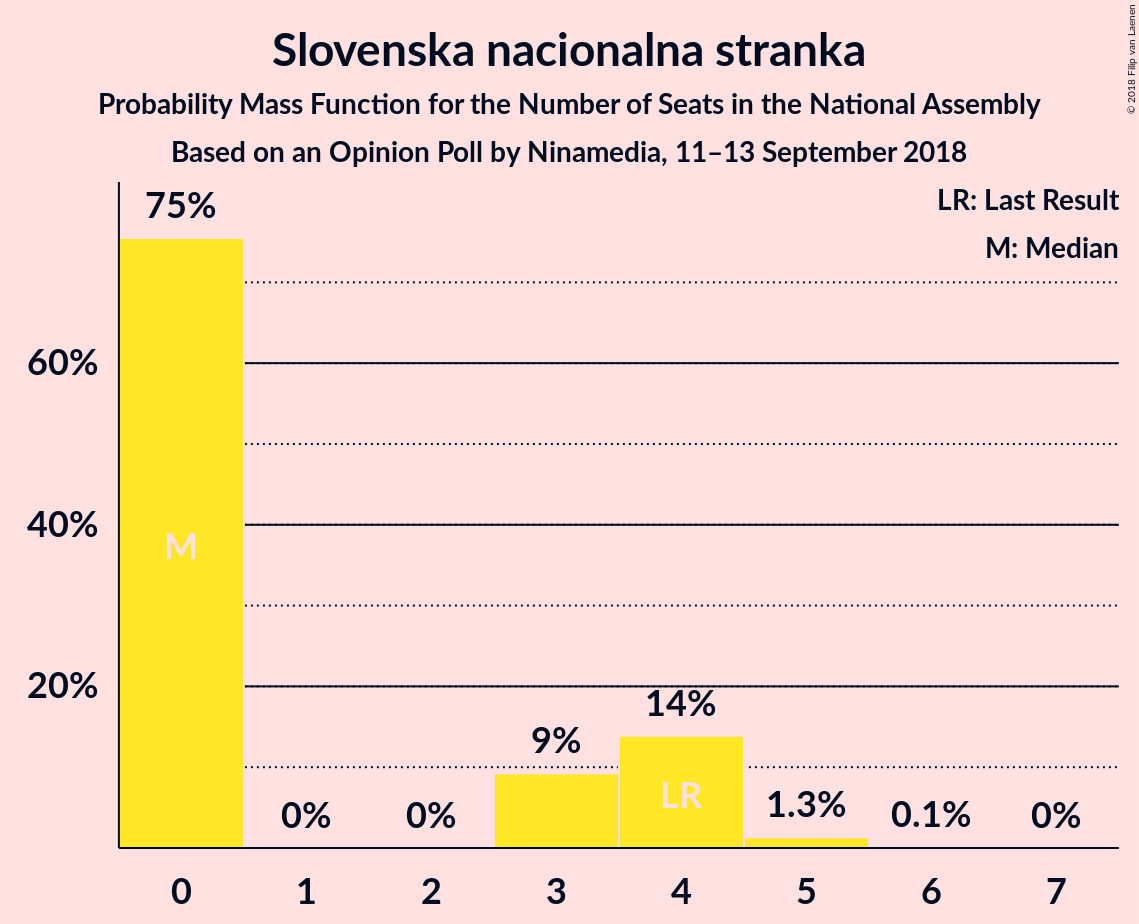 Slovenska nacionalna stranka
Probability Mass Function for the Number of Seats in the National Assembly
Based on an Opinion Poll by Ninamedia, 11–13 September 2018
© 2018 Filip van Laenen
LR: Last Result
M: Median
75%
60%
40%
20%
M
0%
0%
9%
14%
LR
1.3%
0.1%
0%
0 1 2 3 4 5 6 7